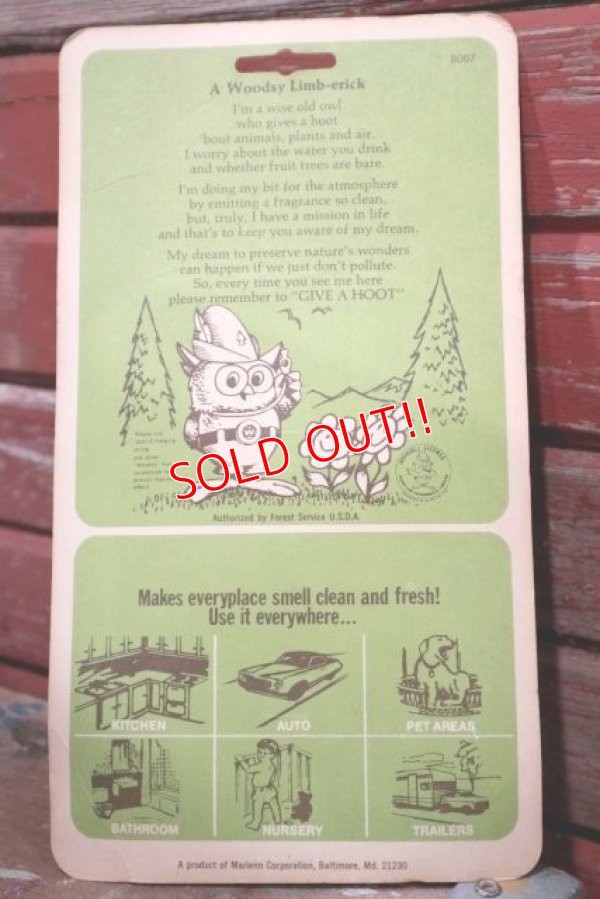 8067
A Woodsy Limb-erick
I'm a wise old owl
who gives a hoot
'bout animals, plants and air.
I worry about the water you drink
and whether fruit trees are bare.
I'm doing my bit for the atmosphere
by emitting a fragrance so clean,
but, truly, I have a mission in life
and that's to keep you aware of my dream.
My dream to preserve nature's wonders
can happen if we just don't pollute.
So, every time you see me here
please remember to "GIVE A HOOT"
SOLD OUT!!
Authorized by Forest Service U.S.D.A.
Makes everyplace smell clean and fresh!
Use it everywhere...
KITCHEN
AUTO
PET AREAS
BATHROOM
NURSERY
TRAILERS
A product of Marlenn Corporation, Baltimore, Md. 21230